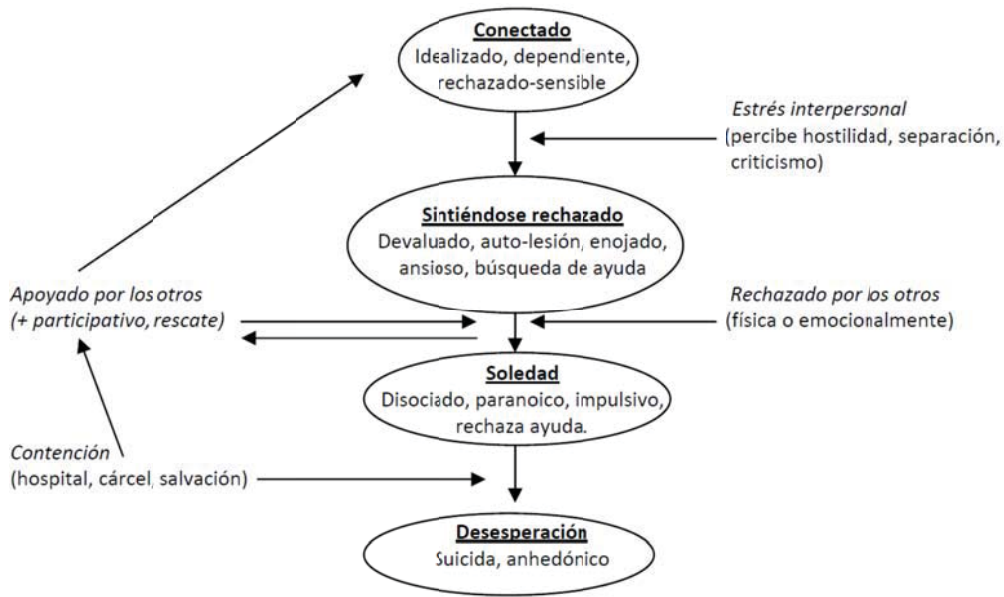 Conectado
Idealizado, dependiente,
rechazado-sensible
Estrés interpersonal
(percibe hostilidad, separación,
criticismo)
Sintiéndose rechazado
Devaluado, auto-lesión, enojado,
ansioso, búsqueda de ayuda
Apoyado por los otros
(+ participativo, rescate)
Rechazado por los otros
(física o emocionalmente)
Soledad
Disociado, paranoico, impulsivo,
rechaza ayuda.
Contención
(hospital, cárcel, salvación)
Desesperación
Suicida, anhedónico